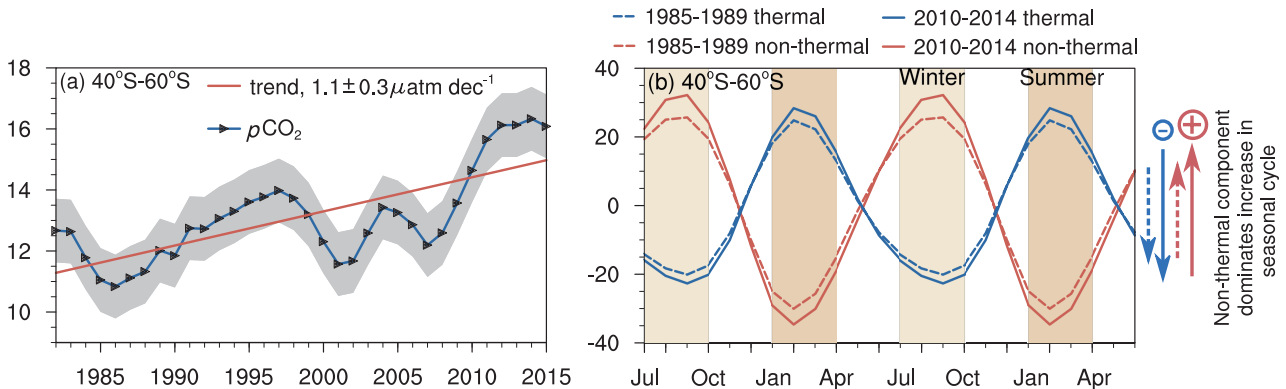 1985-1989 thermal
2010-2014 thermal
1985-1989 non-thermal
2010-2014 non-thermal
(a) 40°S-60°S
trend, 1.1±0.3μatm dec⁻¹
pCO₂
18
16
14
12
10
1985 1990 1995 2000 2005 2010 2015
(b) 40°S-60°S
Winter
Summer
40
20
0
-20
-40
Jul Oct Jan Apr Jul Oct Jan Apr
-
+
Non-thermal component
dominates increase in
seasonal cycle